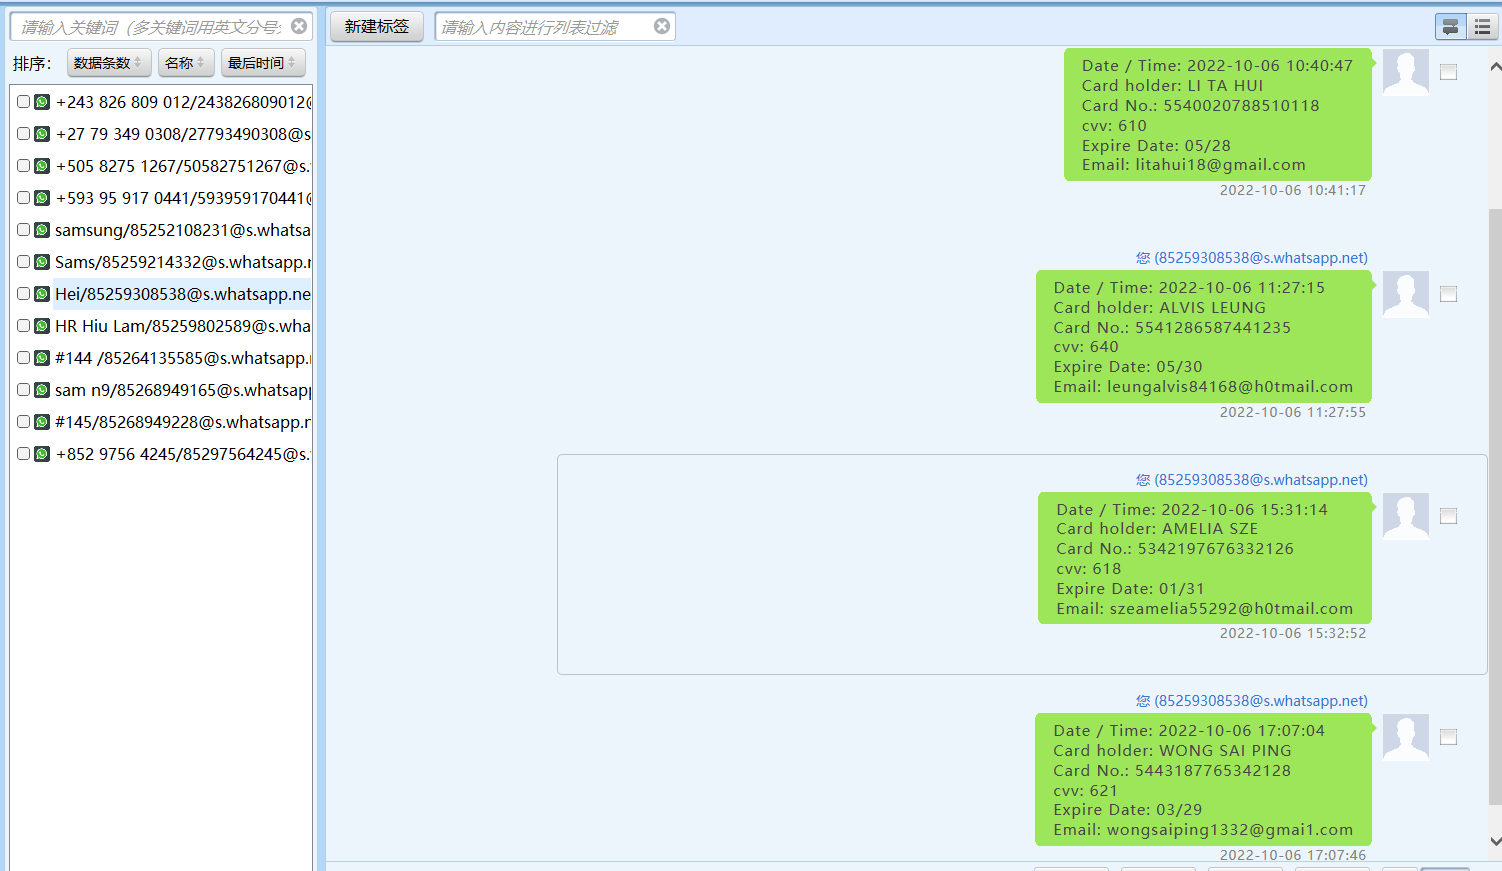 请输入关键词（多关键词用英文分号分
排序：
数据条数
名称
最后时间
+243 826 809 012/243826809012@
+27 79 349 0308/27793490308@s
+505 8275 1267/50582751267@s.
+593 95 917 0441/593959170441@
samsung/85252108231@s.whatsa
Sams/85259214332@s.whatsapp.r
Hei/85259308538@s.whatsapp.ne
HR Hiu Lam/85259802589@s.wha
#144 /85264135585@s.whatsapp.
sam n9/85268949165@s.whatsap
#145/85268949228@s.whatsapp.r
+852 9756 4245/85297564245@s.
新建标签
请输入内容进行列表过滤
Date / Time: 2022-10-06 10:40:47
Card holder: LI TA HUI
Card No.: 5540020788510118
cvv: 610
Expire Date: 05/28
Email: litahui18@gmail.com
2022-10-06 10:41:17
您 (85259308538@s.whatsapp.net)
Date / Time: 2022-10-06 11:27:15
Card holder: ALVIS LEUNG
Card No.: 5541286587441235
cvv: 640
Expire Date: 05/30
Email: leungalvis84168@h0tmail.com
2022-10-06 11:27:55
您 (85259308538@s.whatsapp.net)
Date / Time: 2022-10-06 15:31:14
Card holder: AMELIA SZE
Card No.: 5342197676332126
cvv: 618
Expire Date: 01/31
Email: szeamelia55292@h0tmail.com
2022-10-06 15:32:52
您 (85259308538@s.whatsapp.net)
Date / Time: 2022-10-06 17:07:04
Card holder: WONG SAI PING
Card No.: 5443187765342128
cvv: 621
Expire Date: 03/29
Email: wongsaiping1332@gmai1.com
2022-10-06 17:07:46